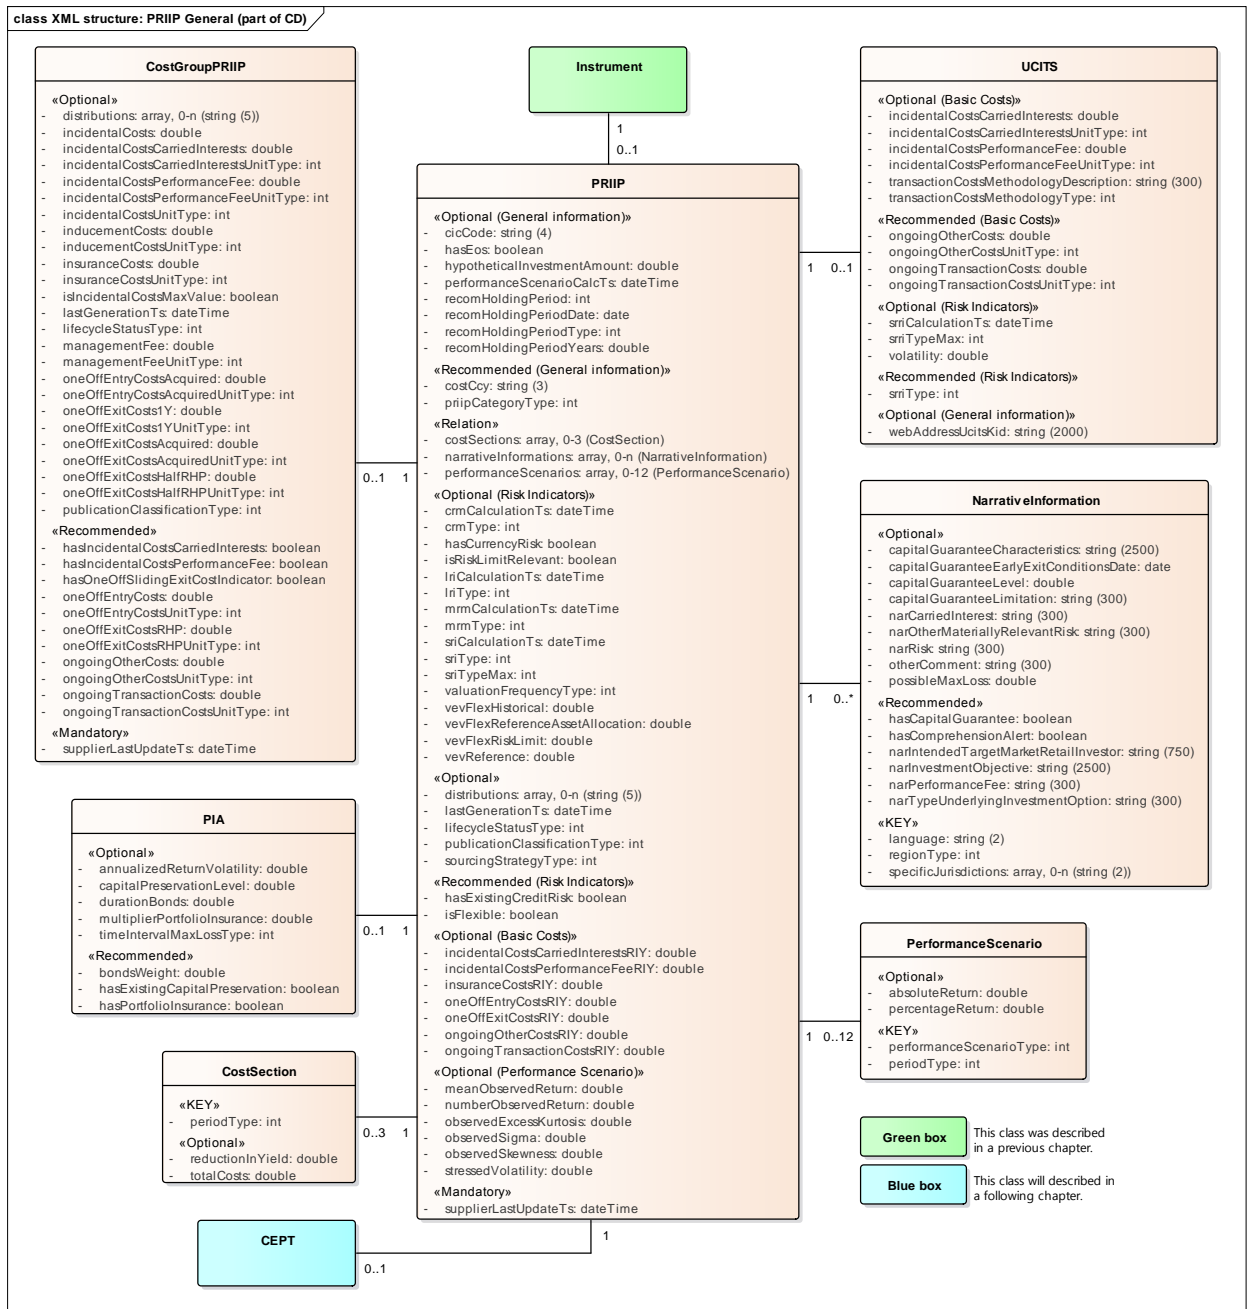 class XML structure: PRIIP General (part of CD)
CostGroupPRIIP
«Optional»
- distributions: array, 0-n (string (5))
- incidentalCosts: double
- incidentalCostsCarriedInterests: double
- incidentalCostsCarriedInterestsUnitType: int
- incidentalCostsPerformanceFee: double
- incidentalCostsPerformanceFeeUnitType: int
- incidentalCostsUnitType: int
- inducementCosts: double
- inducementCostsUnitType: int
- insuranceCosts: double
- insuranceCostsUnitType: int
- isIncidentalCostsMaxValue: boolean
- lastGenerationTs: dateTime
- lifecycleStatusType: int
- managementFee: double
- managementFeeUnitType: int
- oneOffEntryCostsAcquired: double
- oneOffEntryCostsAcquiredUnitType: int
- oneOffExitCosts1Y: double
- oneOffExitCosts1YUnitType: int
- oneOffExitCostsAcquired: double
- oneOffExitCostsAcquiredUnitType: int
- oneOffExitCostsHalfRHP: double
- oneOffExitCostsHalfRHPUnitType: int
- publicationClassificationType: int
«Recommended»
- hasIncidentalCostsCarriedInterests: boolean
- hasIncidentalCostsPerformanceFee: boolean
- hasOneOffSlidingExitCostIndicator: boolean
- oneOffEntryCosts: double
- oneOffEntryCostsUnitType: int
- oneOffExitCostsRHP: double
- oneOffExitCostsRHPUnitType: int
- ongoingOtherCosts: double
- ongoingOtherCostsUnitType: int
- ongoingTransactionCosts: double
- ongoingTransactionCostsUnitType: int
«Mandatory»
- supplierLastUpdateTs: dateTime
0..1 1
PIA
«Optional»
- annualizedReturnVolatility: double
- capitalPreservationLevel: double
- durationBonds: double
- multiplierPortfolioInsurance: double
- timeIntervalMaxLossType: int
«Recommended»
- bondsWeight: double
- hasExistingCapitalPreservation: boolean
- hasPortfolioInsurance: boolean
0..1 1
CostSection
«KEY»
- periodType: int
«Optional»
- reductionInYield: double
- totalCosts: double
0..3 1
CEPT
0..1
1
Instrument
1
0..1
PRIIP
«Optional (General information)»
- cicCode: string (4)
- hasEos: boolean
- hypotheticalInvestmentAmount: double
- performanceScenarioCalcTs: dateTime
- recomHoldingPeriod: int
- recomHoldingPeriodDate: date
- recomHoldingPeriodType: int
- recomHoldingPeriodYears: double
«Recommended (General information)»
- costCcy: string (3)
- priipCategoryType: int
«Relation»
- costSections: array, 0-3 (CostSection)
- narrativeInformations: array, 0-n (NarrativeInformation)
- performanceScenarios: array, 0-12 (PerformanceScenario)
«Optional (Risk Indicators)»
- crmCalculationTs: dateTime
- crmType: int
- hasCurrencyRisk: boolean
- isRiskLimitRelevant: boolean
- lriCalculationTs: dateTime
- lriType: int
- mrmCalculationTs: dateTime
- mrmType: int
- sriCalculationTs: dateTime
- sriType: int
- sriTypeMax: int
- valuationFrequencyType: int
- vevFlexHistorical: double
- vevFlexReferenceAssetAllocation: double
- vevFlexRiskLimit: double
- vevReference: double
«Optional»
- distributions: array, 0-n (string (5))
- lastGenerationTs: dateTime
- lifecycleStatusType: int
- publicationClassificationType: int
- sourcingStrategyType: int
«Recommended (Risk Indicators)»
- hasExistingCreditRisk: boolean
- isFlexible: boolean
«Optional (Basic Costs)»
- incidentalCostsCarriedInterestsRIY: double
- incidentalCostsPerformanceFeeRIY: double
- insuranceCostsRIY: double
- oneOffEntryCostsRIY: double
- oneOffExitCostsRIY: double
- ongoingOtherCostsRIY: double
- ongoingTransactionCostsRIY: double
«Optional (Performance Scenario)»
- meanObservedReturn: double
- numberObservedReturn: double
- observedExcessKurtosis: double
- observedSigma: double
- observedSkewness: double
- stressedVolatility: double
«Mandatory»
- supplierLastUpdateTs: dateTime
UCITS
«Optional (Basic Costs)»
- incidentalCostsCarriedInterests: double
- incidentalCostsCarriedInterestsUnitType: int
- incidentalCostsPerformanceFee: double
- incidentalCostsPerformanceFeeUnitType: int
- transactionCostsMethodologyDescription: string (300)
- transactionCostsMethodologyType: int
«Recommended (Basic Costs)»
- ongoingOtherCosts: double
- ongoingOtherCostsUnitType: int
- ongoingTransactionCosts: double
- ongoingTransactionCostsUnitType: int
«Optional (Risk Indicators)»
- srriCalculationTs: dateTime
- srriTypeMax: int
- volatility: double
«Recommended (Risk Indicators)»
- srriType: int
«Optional (General information)»
- webAddressUcitsKid: string (2000)
1 0..1
NarrativeInformation
«Optional»
- capitalGuaranteeCharacteristics: string (2500)
- capitalGuaranteeEarlyExitConditionsDate: date
- capitalGuaranteeLevel: double
- capitalGuaranteeLimitation: string (300)
- narCarriedInterest: string (300)
- narOtherMateriallyRelevantRisk: string (300)
- narRisk: string (300)
- otherComment: string (300)
- possibleMaxLoss: double
«Recommended»
- hasCapitalGuarantee: boolean
- hasComprehensionAlert: boolean
- narIntendedTargetMarketRetailInvestor: string (750)
- narInvestmentObjective: string (2500)
- narPerformanceFee: string (300)
- narTypeUnderlyingInvestmentOption: string (300)
«KEY»
- language: string (2)
- regionType: int
- specificJurisdictions: array, 0-n (string (2))
1 0..*
PerformanceScenario
«Optional»
- absoluteReturn: double
- percentageReturn: double
«KEY»
- performanceScenarioType: int
- periodType: int
1 0..12
Green box
This class was described
in a previous chapter.
Blue box
This class will described in
a following chapter.